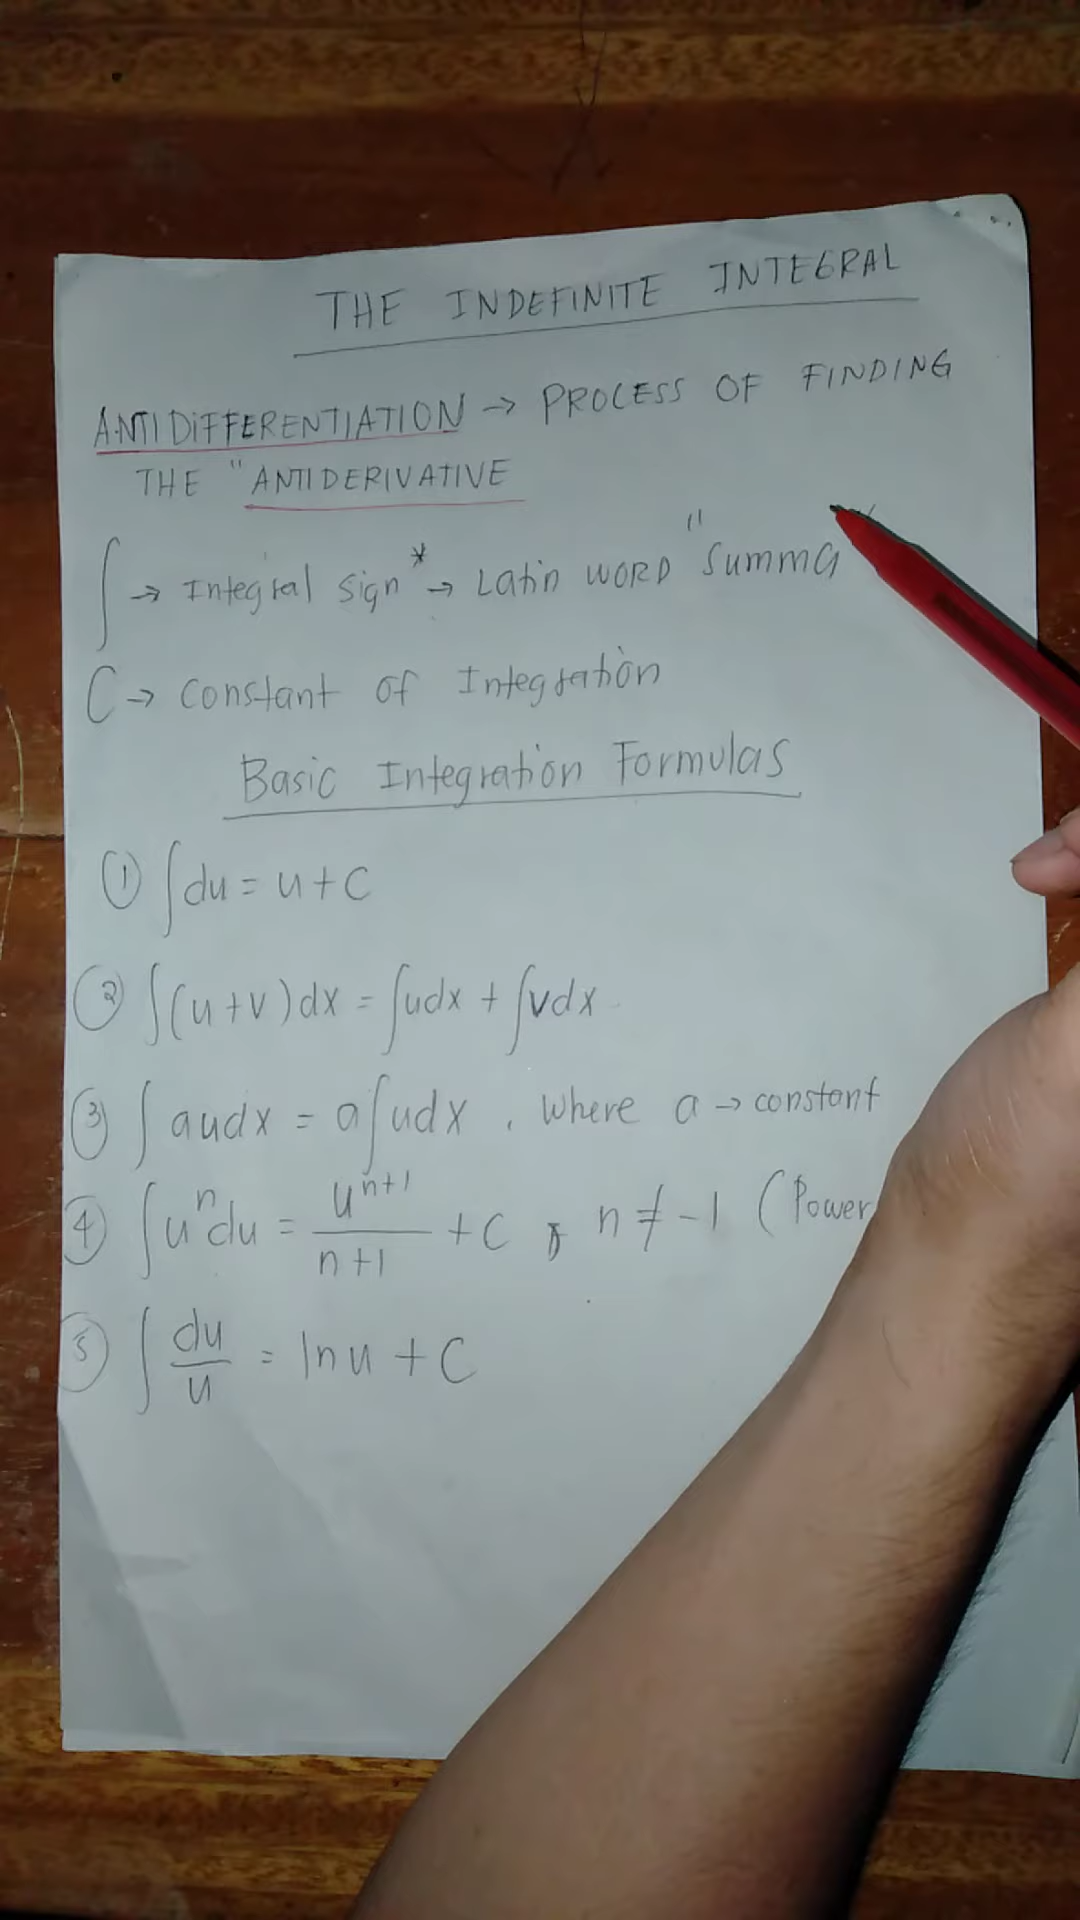 THE INDEFINITE INTEGRAL
ANTIDIFFERENTIATION → PROCESS OF FINDING
THE "ANTIDERIVATIVE
∫ → Integral sign* → Latin WORD "Summa
C → constant of Integration
Basic Integration Formulas
① ∫du = u + C
② ∫(u+v)dx = ∫udx + ∫vdx
③ ∫audx = a∫udx, where a → constant
④ ∫uⁿdu = uⁿ⁺¹/n+1 + C, n ≠ -1 (Power
⑤ ∫du/u = ln u + C